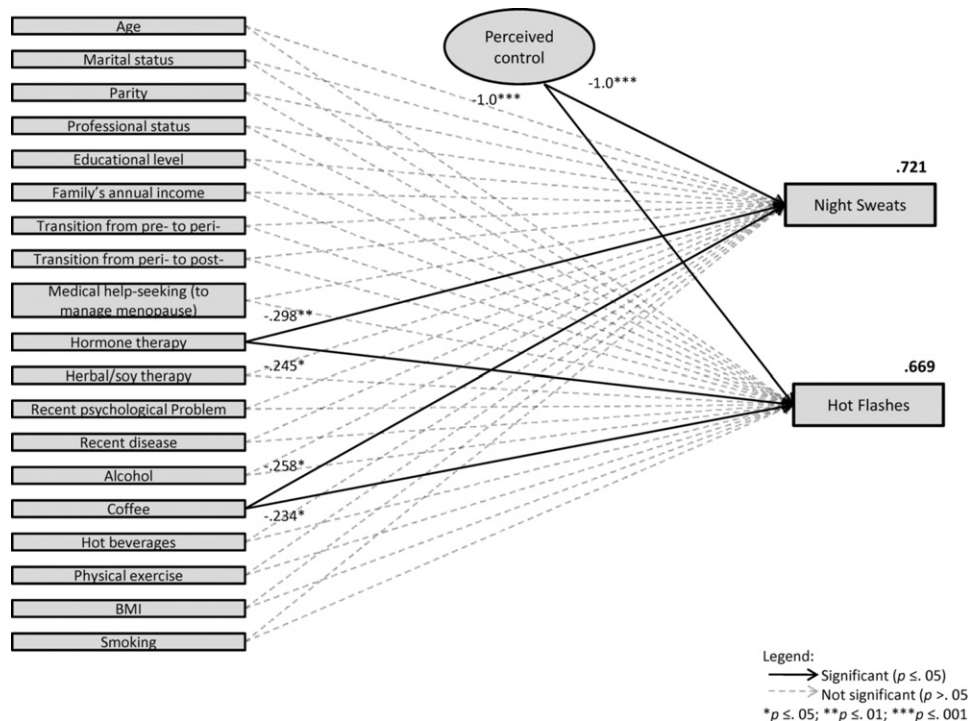 Age
Marital status
Parity
Professional status
Educational level
Family's annual income
Transition from pre- to peri-
Transition from peri- to post-
Medical help-seeking (to
manage menopause)
Hormone therapy
Herbal/soy therapy
Recent psychological Problem
Recent disease
Alcohol
Coffee
Hot beverages
Physical exercise
BMI
Smoking
-.298**
-.245*
-.258*
-.234*
Perceived
control
-1.0***
-1.0***
.721
Night Sweats
.669
Hot Flashes
Legend:
Significant (p ≤. 05)
Not significant (p >. 05
*p ≤. 05; **p ≤. 01; ***p ≤. 001